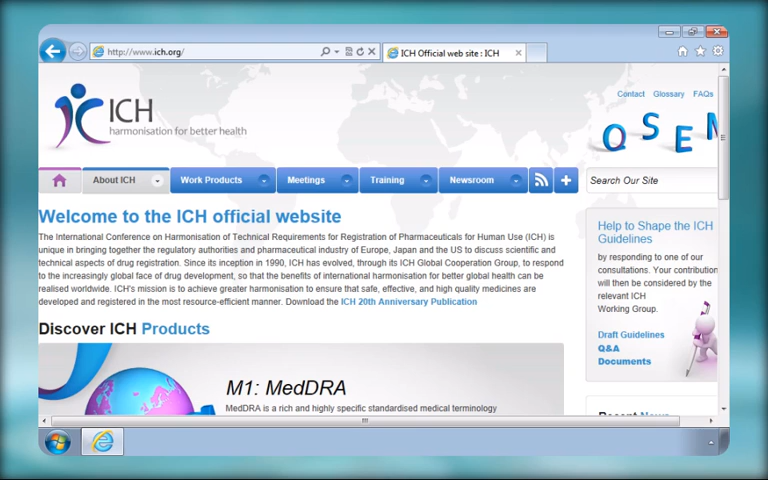 http://www.ich.org/
ICH Official web site : ICH
ICH
harmonisation for better health
Contact Glossary FAQs
Q S E M
About ICH Work Products Meetings Training Newsroom
Search Our Site
Welcome to the ICH official website
The International Conference on Harmonisation of Technical Requirements for Registration of Pharmaceuticals for Human Use (ICH) is
unique in bringing together the regulatory authorities and pharmaceutical industry of Europe, Japan and the US to discuss scientific and
technical aspects of drug registration. Since its inception in 1990, ICH has evolved, through its ICH Global Cooperation Group, to respond
to the increasingly global face of drug development, so that the benefits of international harmonisation for better global health can be
realised worldwide. ICH's mission is to achieve greater harmonisation to ensure that safe, effective, and high quality medicines are
developed and registered in the most resource-efficient manner. Download the ICH 20th Anniversary Publication
Help to Shape the ICH
Guidelines
by responding to one of our
consultations. Your contribution
will then be considered by the
relevant ICH
Working Group.
Draft Guidelines
Q&A
Documents
Discover ICH Products
M1: MedDRA
MedDRA is a rich and highly specific standardised medical terminology